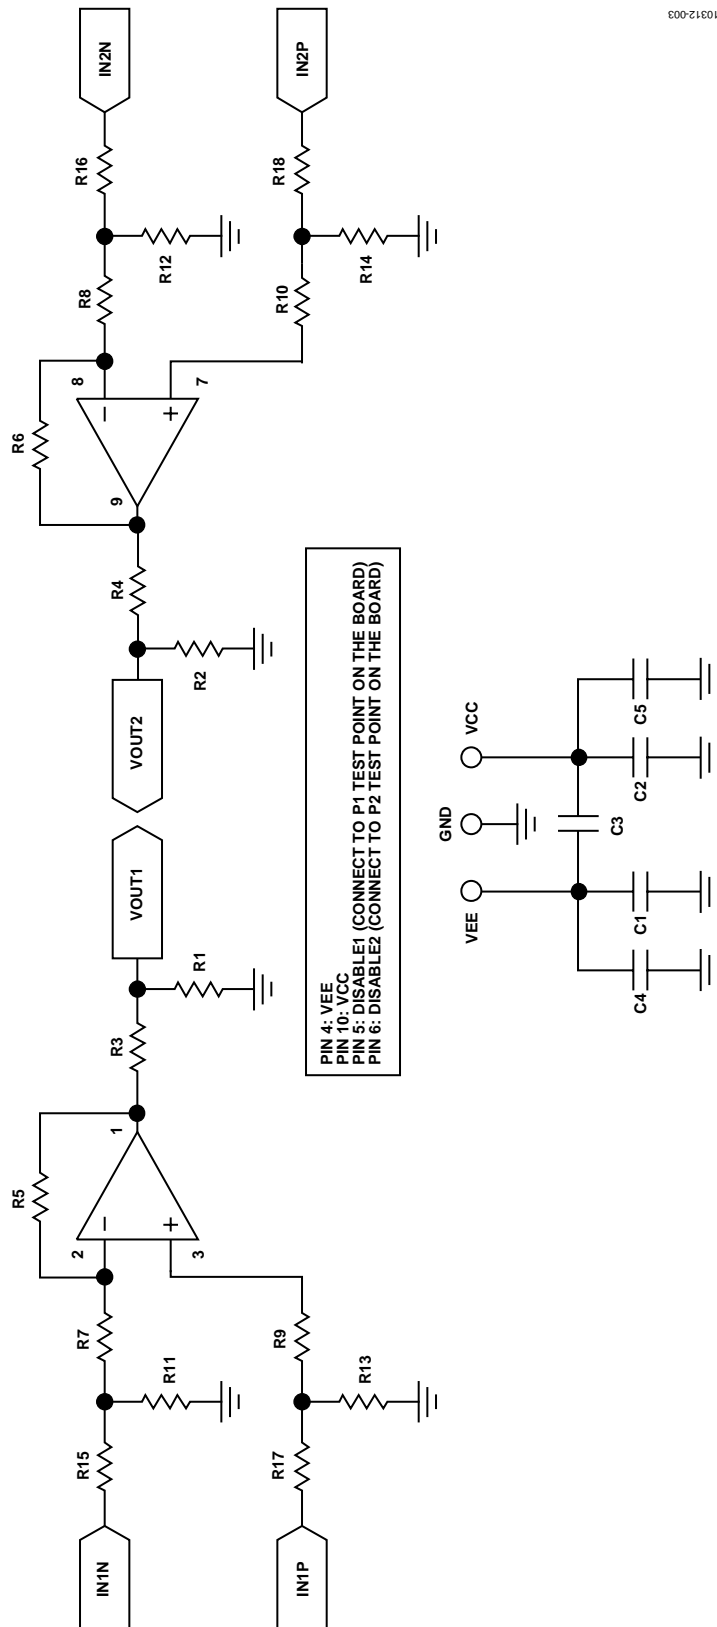 IN1N
R15
R11
R7
2
R5
1
R3
R1
VOUT1
VOUT2
R2
R4
9
R6
8
R8
R12
R16
IN2N
IN1P
R17
R13
R9
3
7
R10
R14
R18
IN2P
PIN 4: VEE
PIN 10: VCC
PIN 5: DISABLE1 (CONNECT TO P1 TEST POINT ON THE BOARD)
PIN 6: DISABLE2 (CONNECT TO P2 TEST POINT ON THE BOARD)
VEE
GND
VCC
C4
C1
C3
C2
C5
10312-003